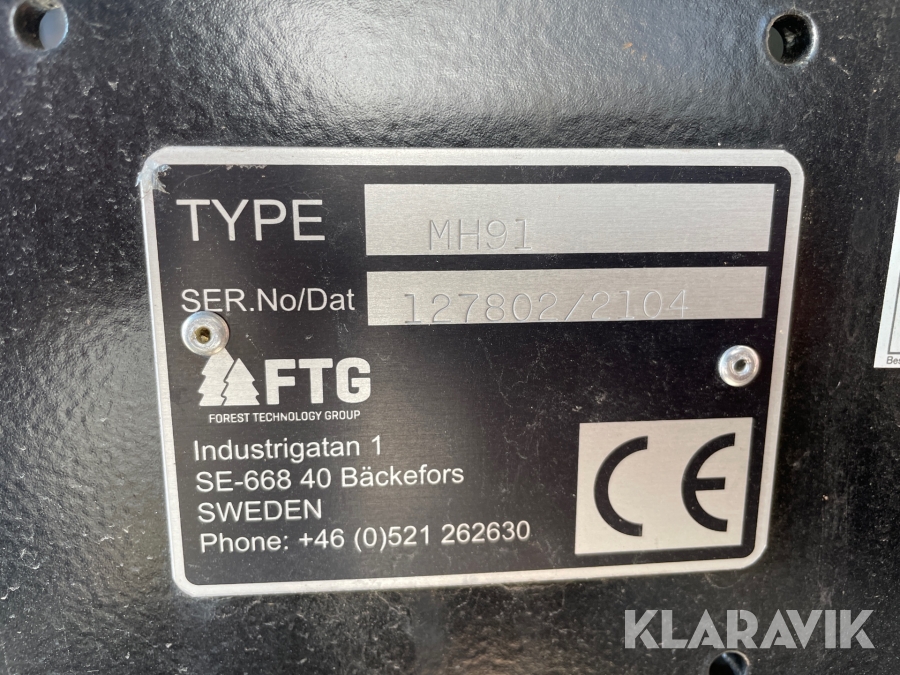 TYPE MH91
SER.No/Dat 127802/2104
FTG
FOREST TECHNOLOGY GROUP
Industrigatan 1
SE-668 40 Bäckefors
SWEDEN
Phone: +46 (0)521 262630
CE
KLARAVIK